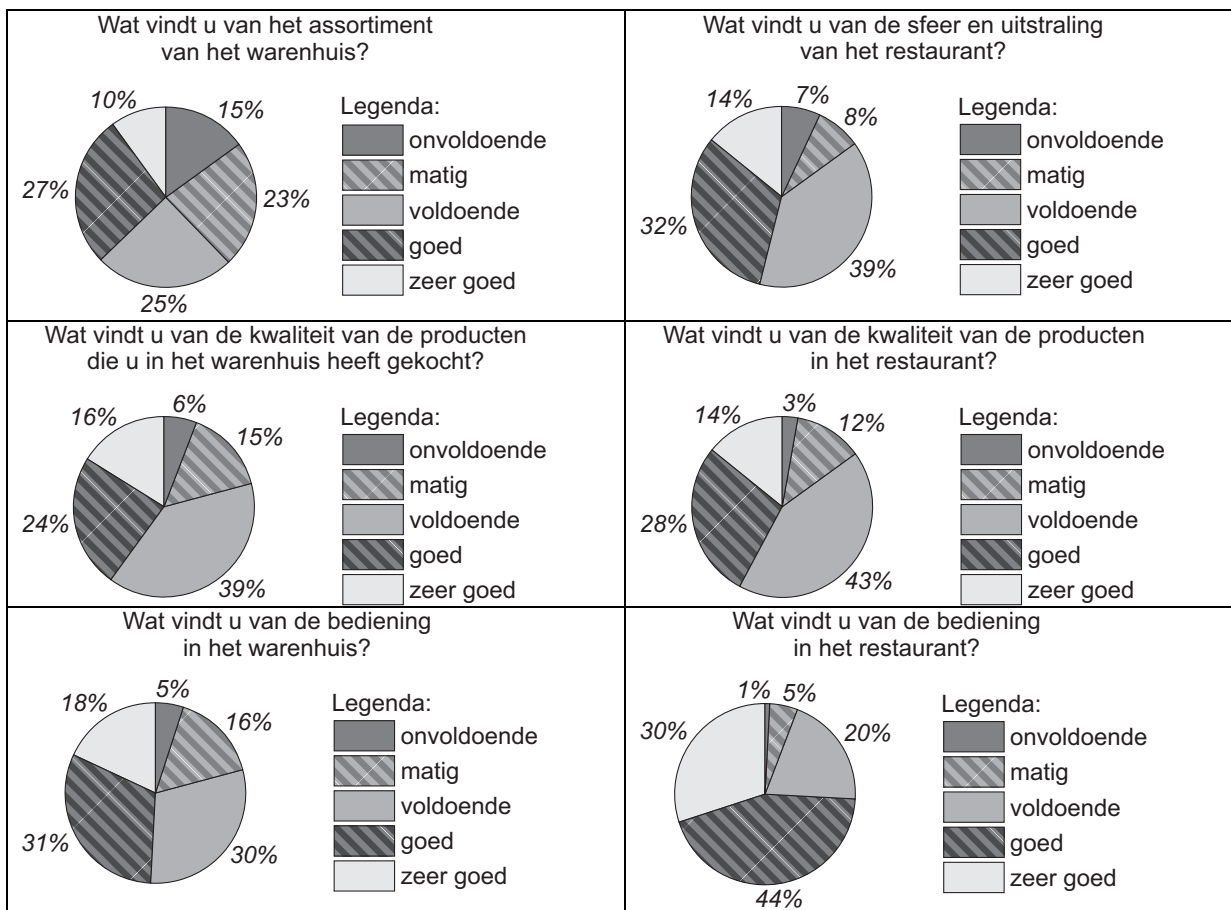 Wat vindt u van het assortiment
van het warenhuis?
10%
15%
27%
23%
25%
Legenda:
onvoldoende
matig
voldoende
goed
zeer goed
Wat vindt u van de sfeer en uitstraling
van het restaurant?
14%
7%
8%
32%
39%
Legenda:
onvoldoende
matig
voldoende
goed
zeer goed
Wat vindt u van de kwaliteit van de producten
die u in het warenhuis heeft gekocht?
16%
6%
15%
24%
39%
Legenda:
onvoldoende
matig
voldoende
goed
zeer goed
Wat vindt u van de kwaliteit van de producten
in het restaurant?
14%
3%
12%
28%
43%
Legenda:
onvoldoende
matig
voldoende
goed
zeer goed
Wat vindt u van de bediening
in het warenhuis?
18%
5%
16%
31%
30%
Legenda:
onvoldoende
matig
voldoende
goed
zeer goed
Wat vindt u van de bediening
in het restaurant?
1%
5%
30%
20%
44%
Legenda:
onvoldoende
matig
voldoende
goed
zeer goed